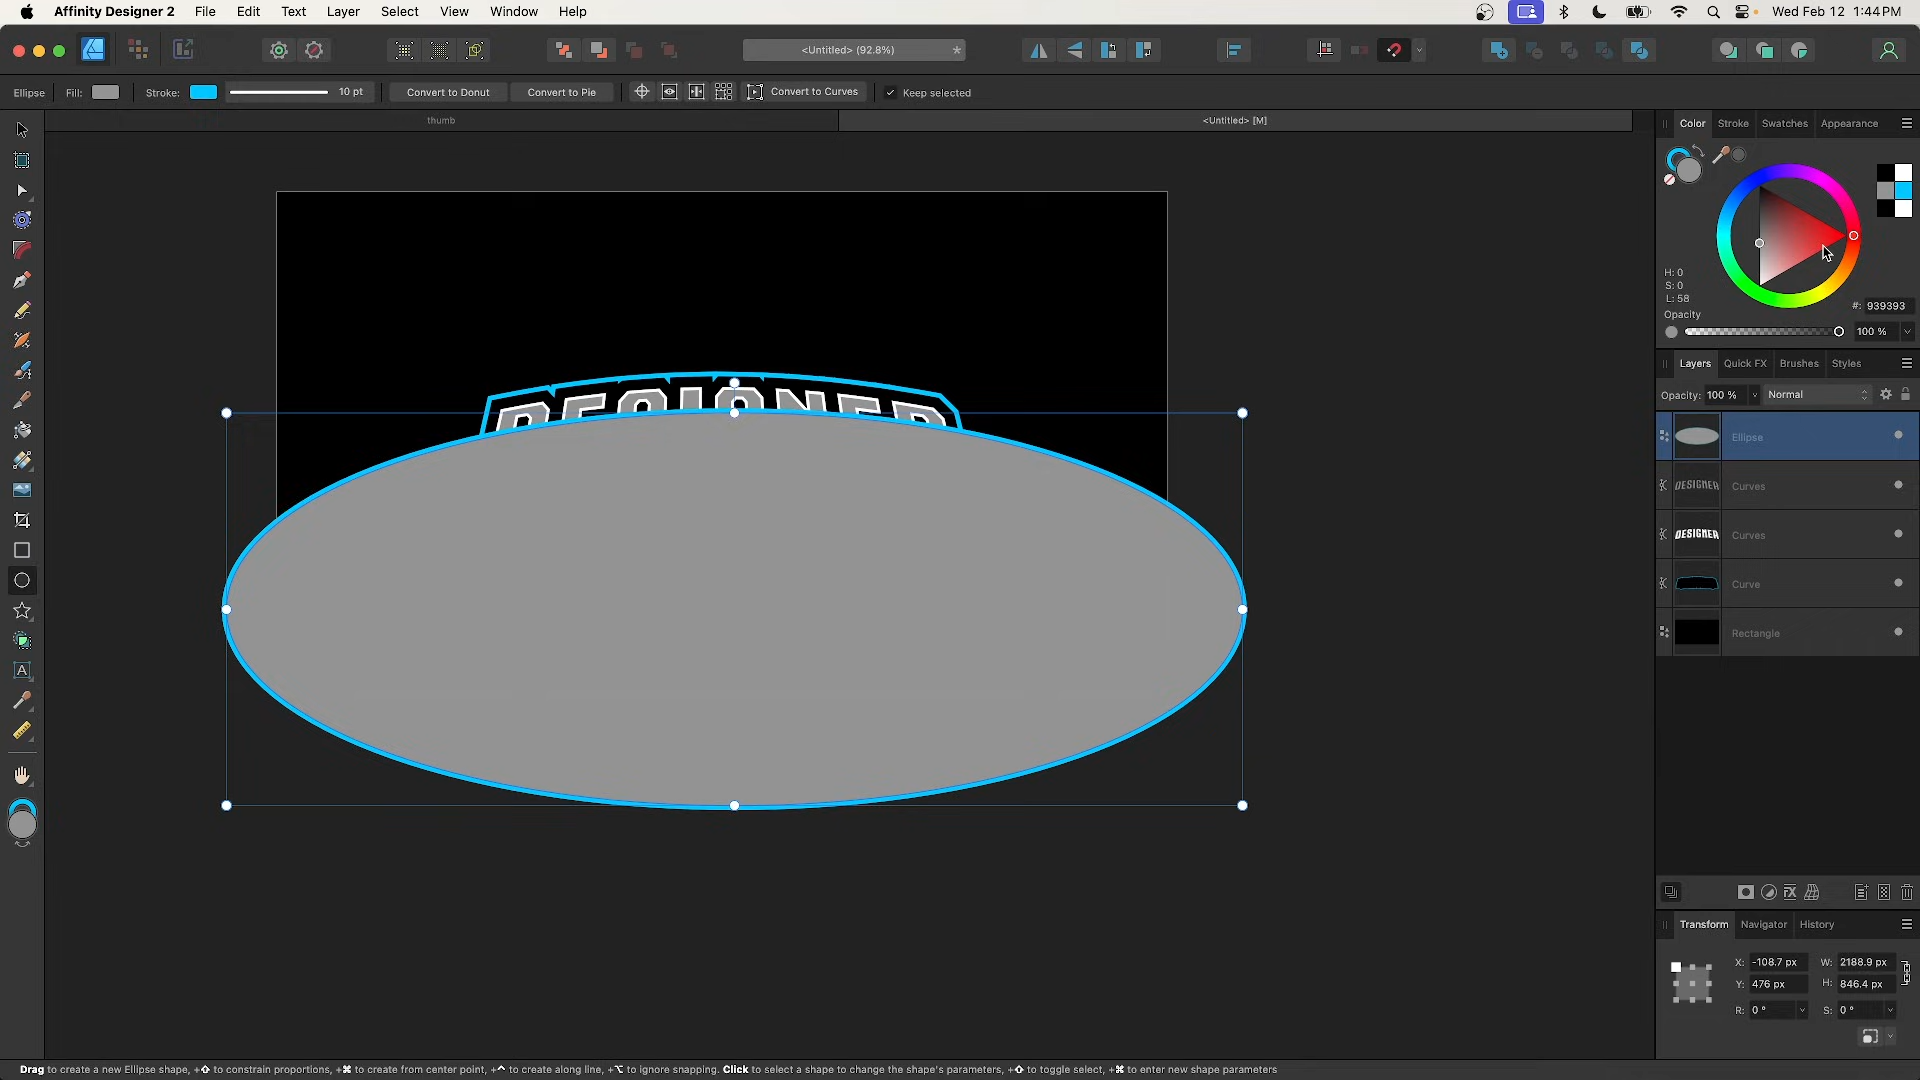 Affinity Designer 2 File Edit Text Layer Select View Window Help Wed Feb 12 1:44 PM
<Untitled> (92.8%) *
Ellipse Fill: Stroke: 10 pt Convert to Donut Convert to Pie Convert to Curves Keep selected
thumb <Untitled> [M]
Color Stroke Swatches Appearance
H: 0
S: 0
L: 58
#: 939393
Opacity
100 %
Layers Quick FX Brushes Styles
Opacity: 100 % Normal
Ellipse
DESIGNER Curves
DESIGNER Curves
Curve
Rectangle
DESIGNER
Transform Navigator History
X: -108.7 px W: 2188.9 px
Y: 476 px H: 846.4 px
R: 0 ° S: 0 °
Drag to create a new Ellipse shape, +⇧ to constrain proportions, +⌘ to create from center point, +^ to create along line, +⌥ to ignore snapping. Click to select a shape to change the shape's parameters, +⇧ to toggle select, +⌘ to enter new shape parameters